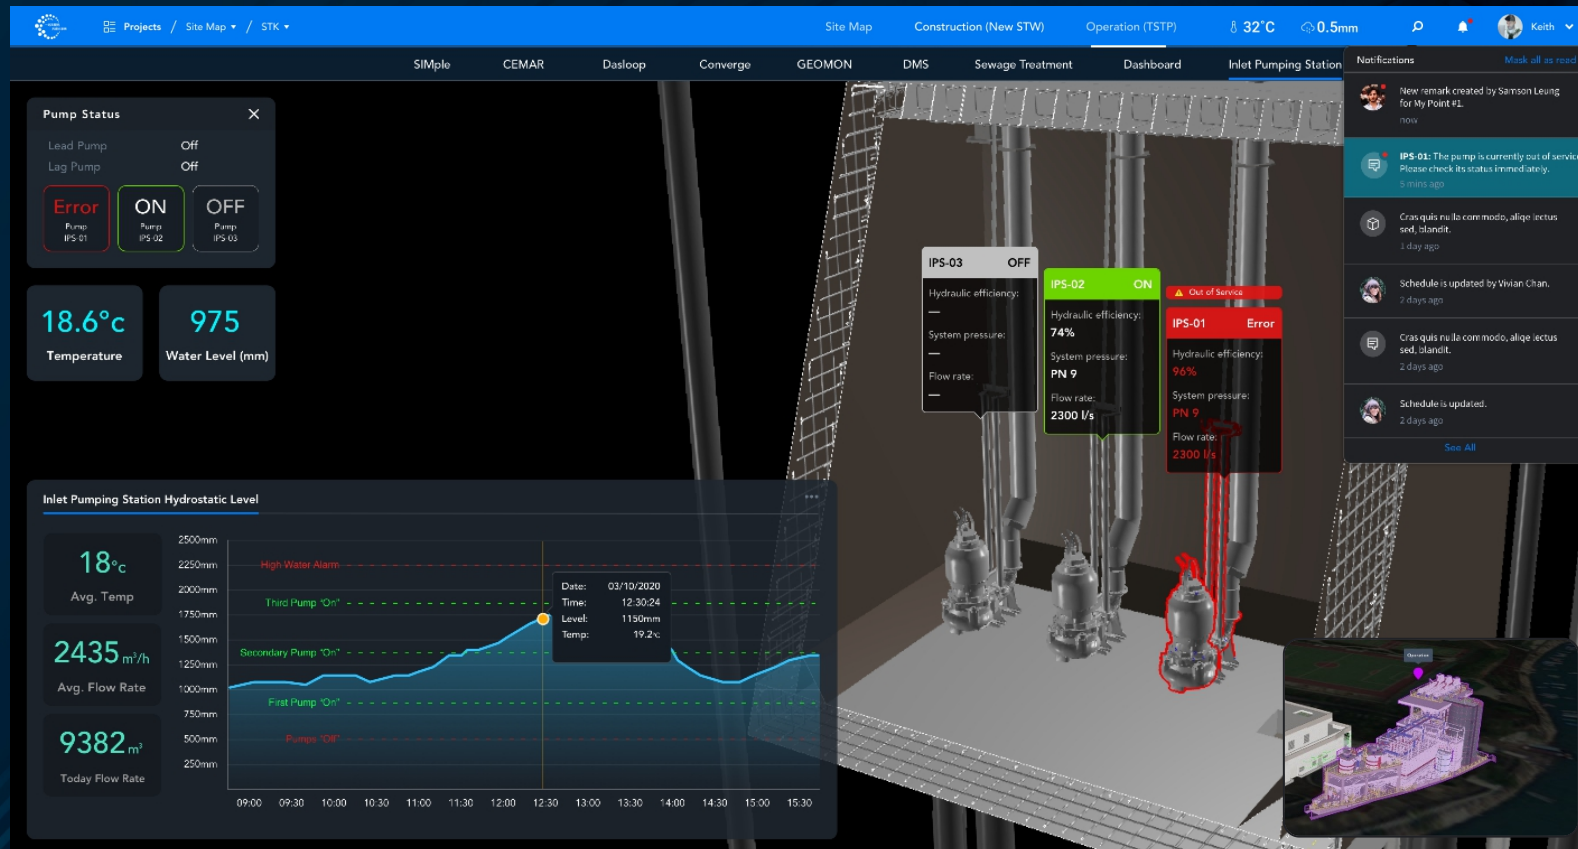 Projects / Site Map / STK
Site Map
Construction (New STW)
Operation (TSTP)
32°C
0.5mm
Keith
SIMple
CEMAR
Dasloop
Converge
GEOMON
DMS
Sewage Treatment
Dashboard
Inlet Pumping Station
Pump Status
Lead Pump Off
Lag Pump Off
Error
Pump
IPS-01
ON
Pump
IPS-02
OFF
Pump
IPS-03
18.6°c
Temperature
975
Water Level (mm)
Notifications
Mask all as read
New remark created by Samson Leung
for My Point #1.
now
IPS-01: The pump is currently out of service
Please check its status immediately.
5 mins ago
Cras quis nulla commodo, aliqe lectus
sed, blandit.
1 day ago
Schedule is updated by Vivian Chan.
2 days ago
Cras quis nulla commodo, aliqe lectus
sed, blandit.
2 days ago
Schedule is updated.
2 days ago
See All
IPS-03 OFF
Hydraulic efficiency:
—
System pressure:
—
Flow rate:
—
IPS-02 ON
Hydraulic efficiency:
74%
System pressure:
PN 9
Flow rate:
2300 l/s
Out of Service
IPS-01 Error
Hydraulic efficiency:
96%
System pressure:
PN 9
Flow rate:
2300 l/s
Inlet Pumping Station Hydrostatic Level
18°c
Avg. Temp
2435 m³/h
Avg. Flow Rate
9382 m³
Today Flow Rate
2500mm
2250mm
2000mm
1750mm
1500mm
1250mm
1000mm
750mm
500mm
250mm
High Water Alarm
Third Pump "On"
Secondary Pump "On"
First Pump "On"
Pumps "Off"
Date: 03/10/2020
Time: 12:30:24
Level: 1150mm
Temp: 19.2°c
09:00 09:30 10:00 10:30 11:00 11:30 12:00 12:30 13:00 13:30 14:00 14:30 15:00 15:30
Operation